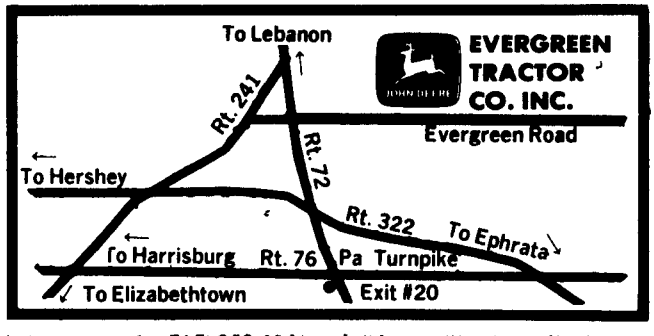 To Lebanon
EVERGREEN
TRACTOR
CO. INC.
JOHN DEERE
Rt. 241
Evergreen Road
Rt. 72
To Hershey
Rt. 322
To Ephrata
To Harrisburg Rt. 76 Pa Turnpike
To Elizabethtown
Exit #20